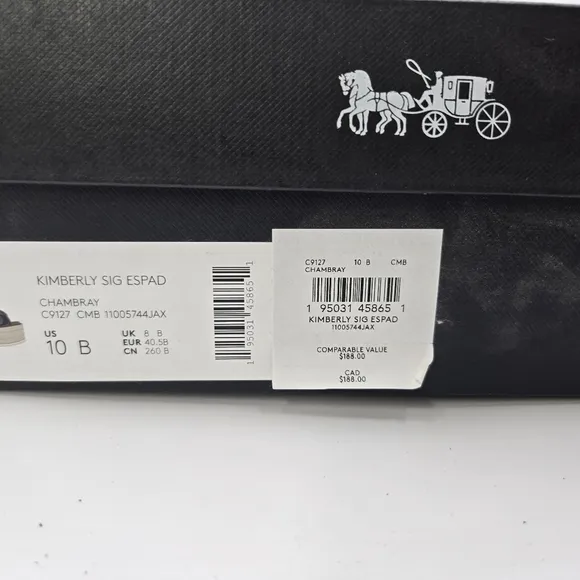 KIMBERLY SIG ESPAD
CHAMBRAY
C9127 CMB 11005744JAX
US
10 B
UK 8 B
EUR 40.5B
CN 260 B
1 95031 45865 1
C9127 10 B CMB
CHAMBRAY
1 95031 45865 1
KIMBERLY SIG ESPAD
11005744JAX
COMPARABLE VALUE
$188.00
CAD
$188.00